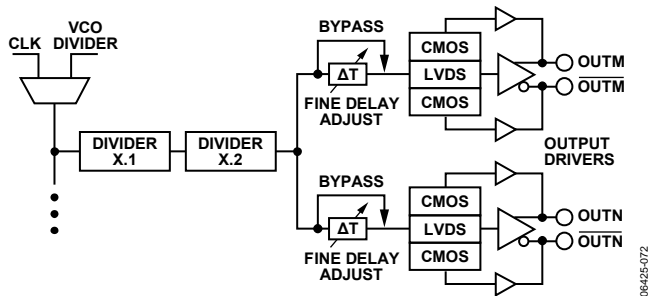 VCO
CLK DIVIDER
DIVIDER
X.1
DIVIDER
X.2
BYPASS
ΔT
FINE DELAY
ADJUST
CMOS
LVDS
CMOS
OUTM
OUTM
OUTPUT
DRIVERS
BYPASS
ΔT
FINE DELAY
ADJUST
CMOS
LVDS
CMOS
OUTN
OUTN
06425-072